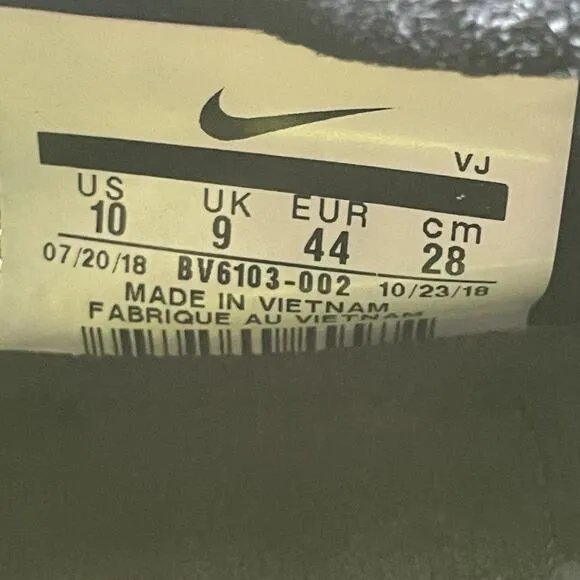 VJ
US UK EUR cm
10 9 44 28
07/20/18 BV6103-002 10/23/18
MADE IN VIETNAM
FABRIQUE AU VIETNAM